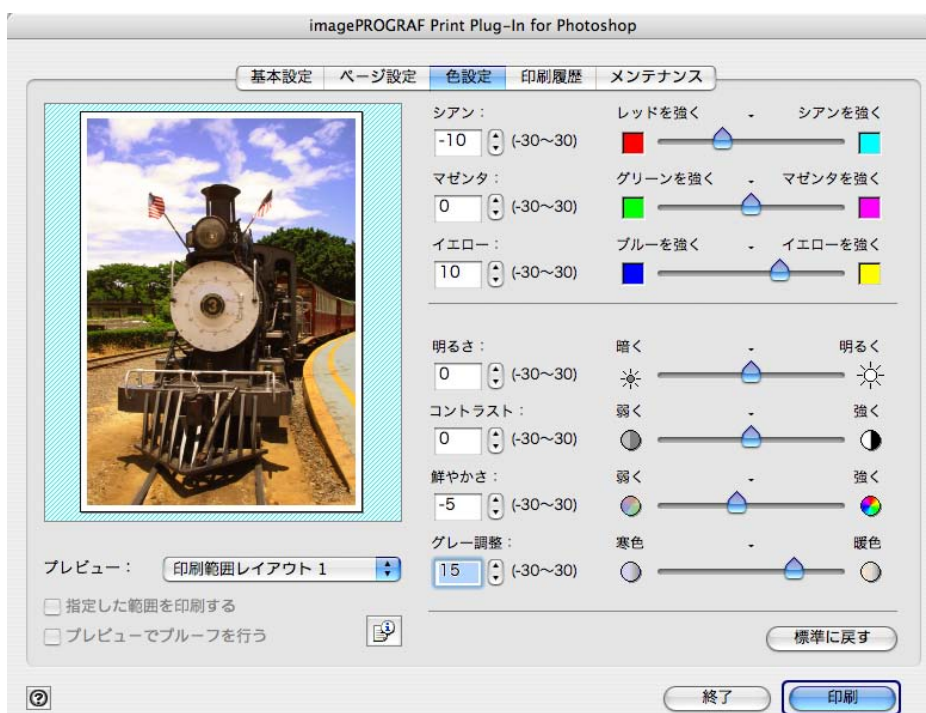 imagePROGRAF Print Plug-In for Photoshop
基本設定 ページ設定 色設定 印刷履歴 メンテナンス
シアン： レッドを強く - シアンを強く
-10 (-30～30)
マゼンタ： グリーンを強く - マゼンタを強く
0 (-30～30)
イエロー： ブルーを強く - イエローを強く
10 (-30～30)
明るさ： 暗く - 明るく
0 (-30～30)
コントラスト： 弱く - 強く
0 (-30～30)
鮮やかさ： 弱く - 強く
-5 (-30～30)
グレー調整： 寒色 - 暖色
15 (-30～30)
3
プレビュー： 印刷範囲レイアウト 1
指定した範囲を印刷する
プレビューでプルーフを行う
標準に戻す
? 終了 印刷